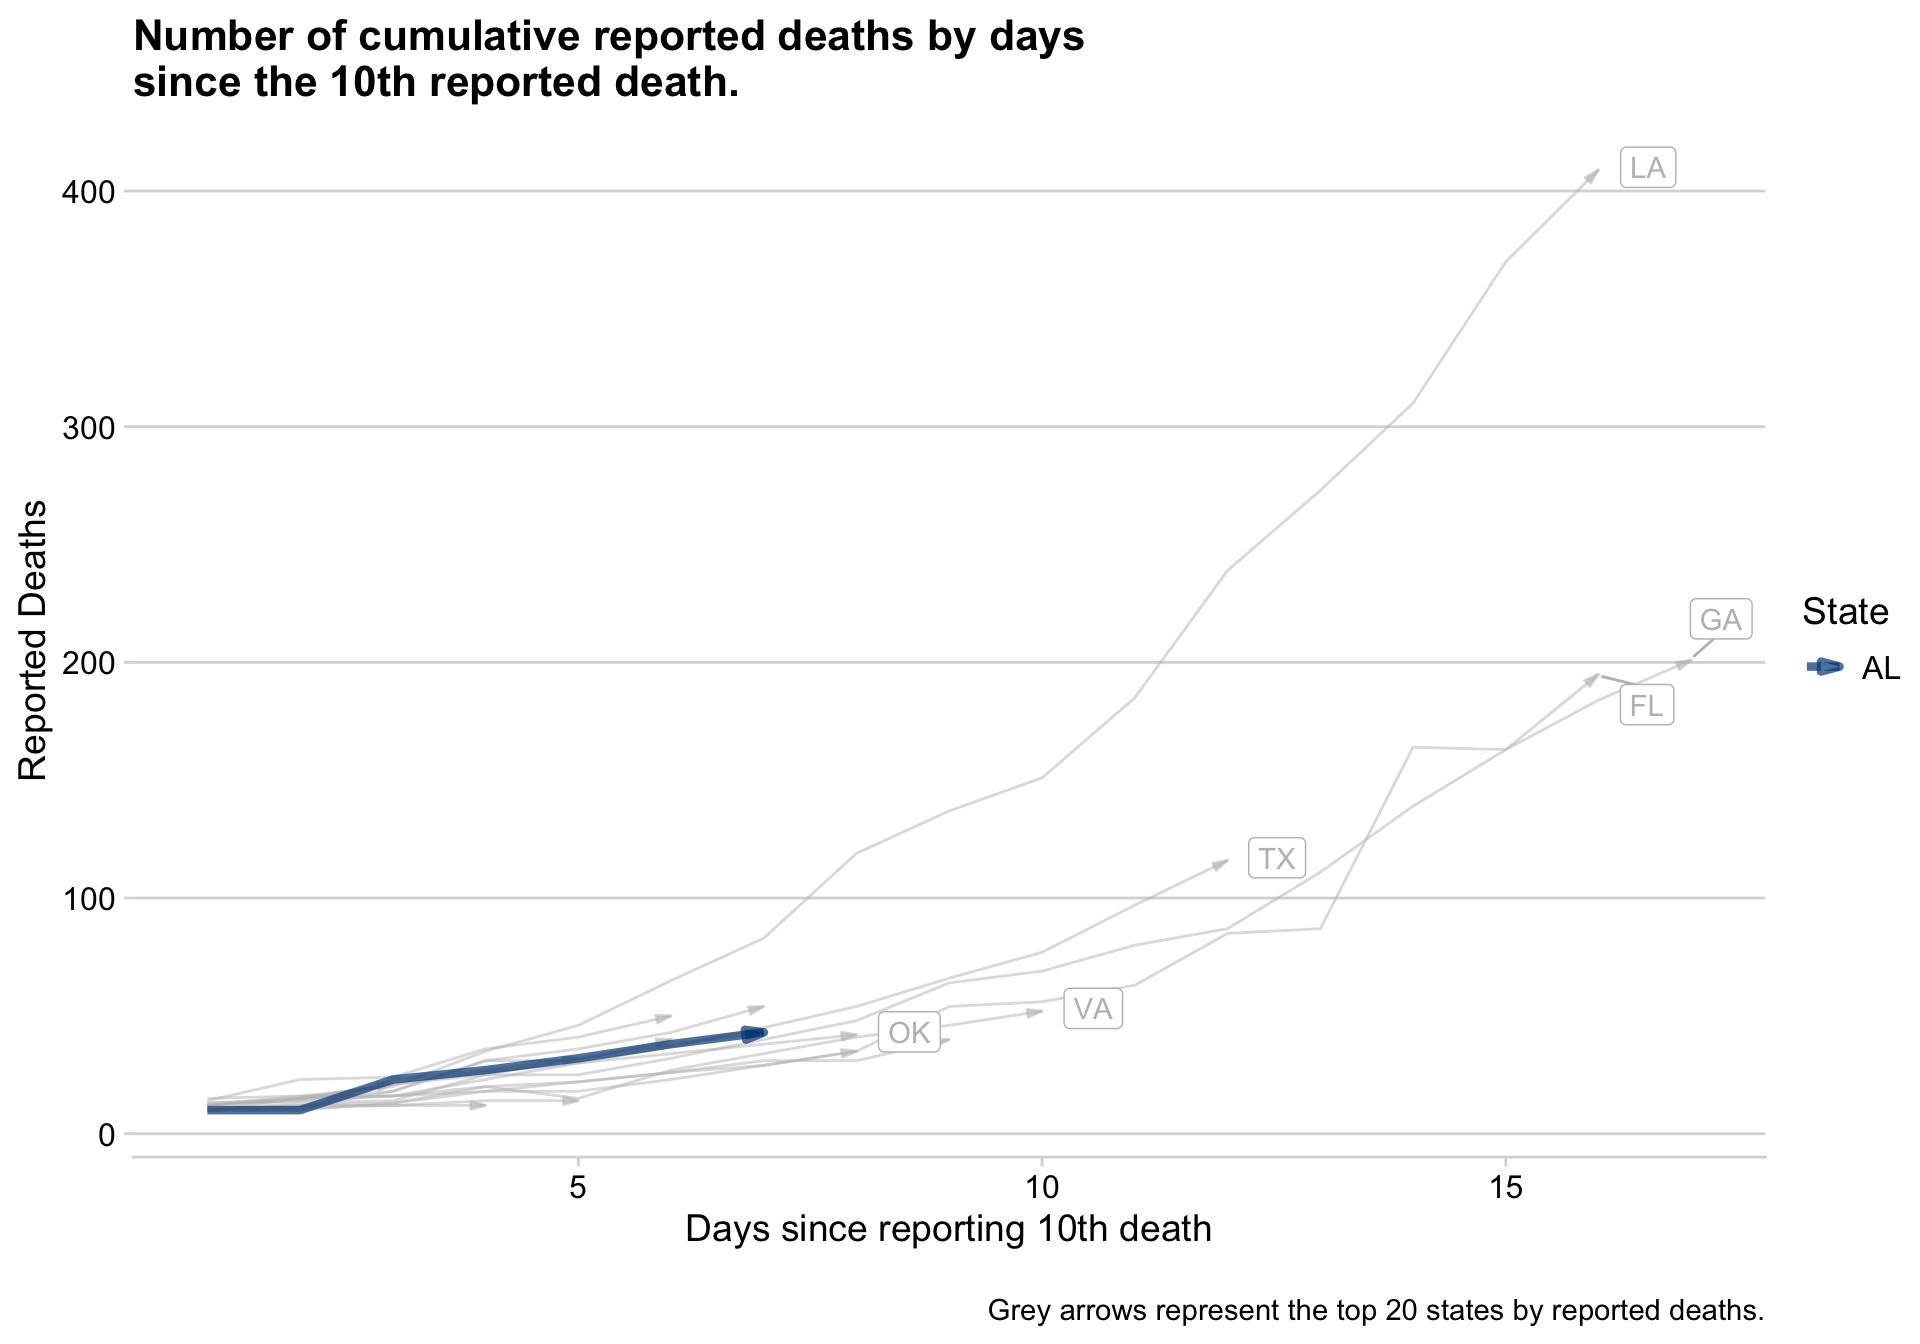 Number of cumulative reported deaths by days
since the 10th reported death.
LA
400
300
GA
State
200
AL
FL
Reported Deaths
TX
100
VA
OK
0
5
10
15
Days since reporting 10th death
Grey arrows represent the top 20 states by reported deaths.